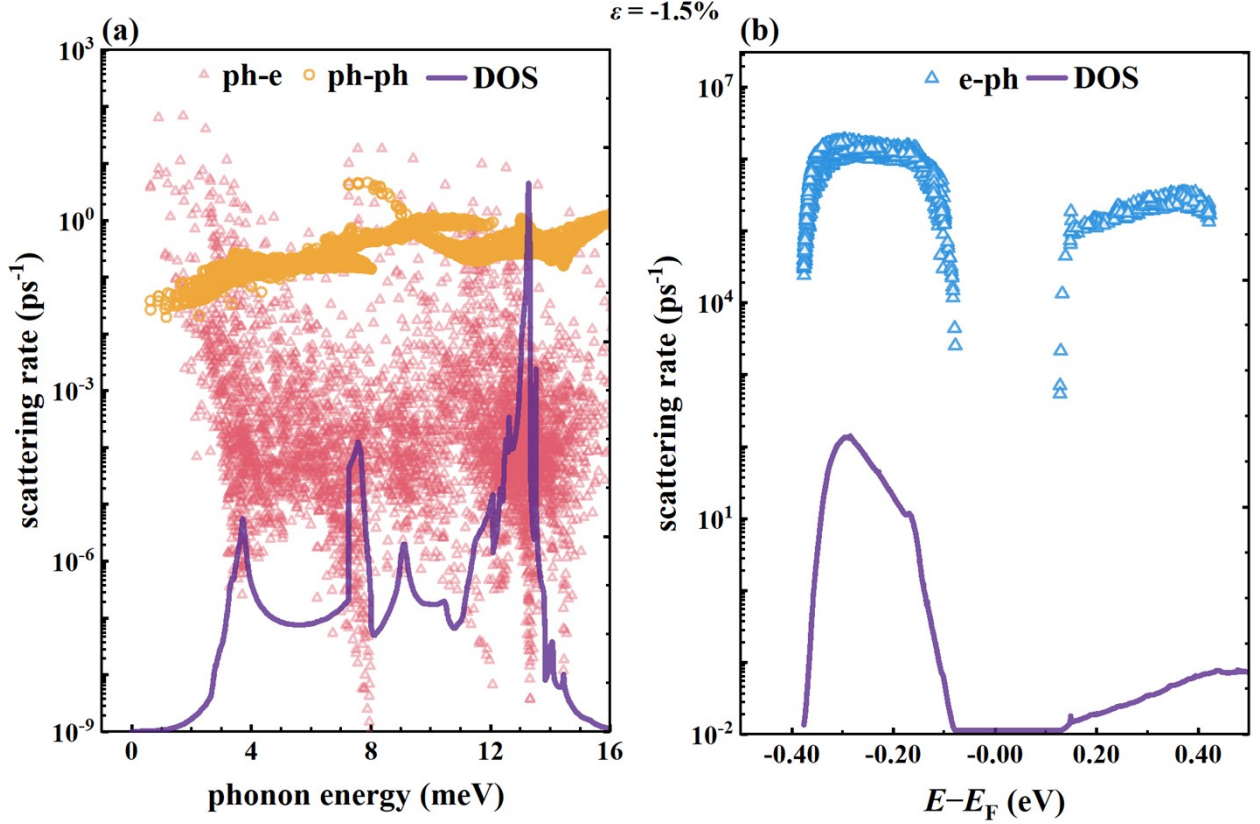 ε = -1.5%
(a)
ph-e ph-ph DOS
10³
10⁰
10⁻³
10⁻⁶
10⁻⁹
scattering rate (ps⁻¹)
0 4 8 12 16
phonon energy (meV)
(b)
e-ph DOS
10⁷
10⁴
10¹
10⁻²
scattering rate (ps⁻¹)
-0.40 -0.20 -0.00 0.20 0.40
E−E_F (eV)